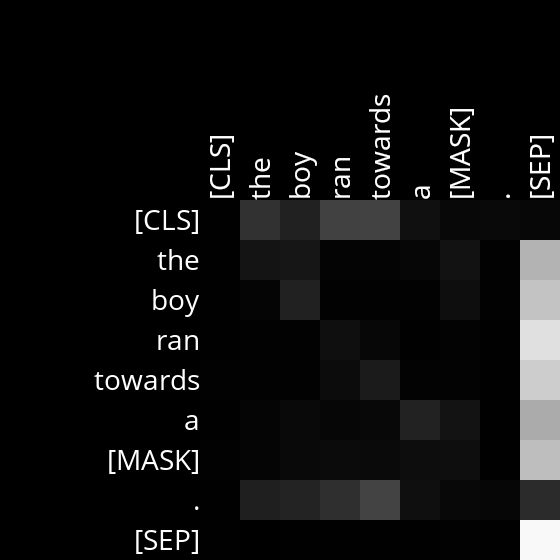 [CLS] the boy ran towards a [MASK] . [SEP]
[CLS]
the
boy
ran
towards
a
[MASK]
.
[SEP]